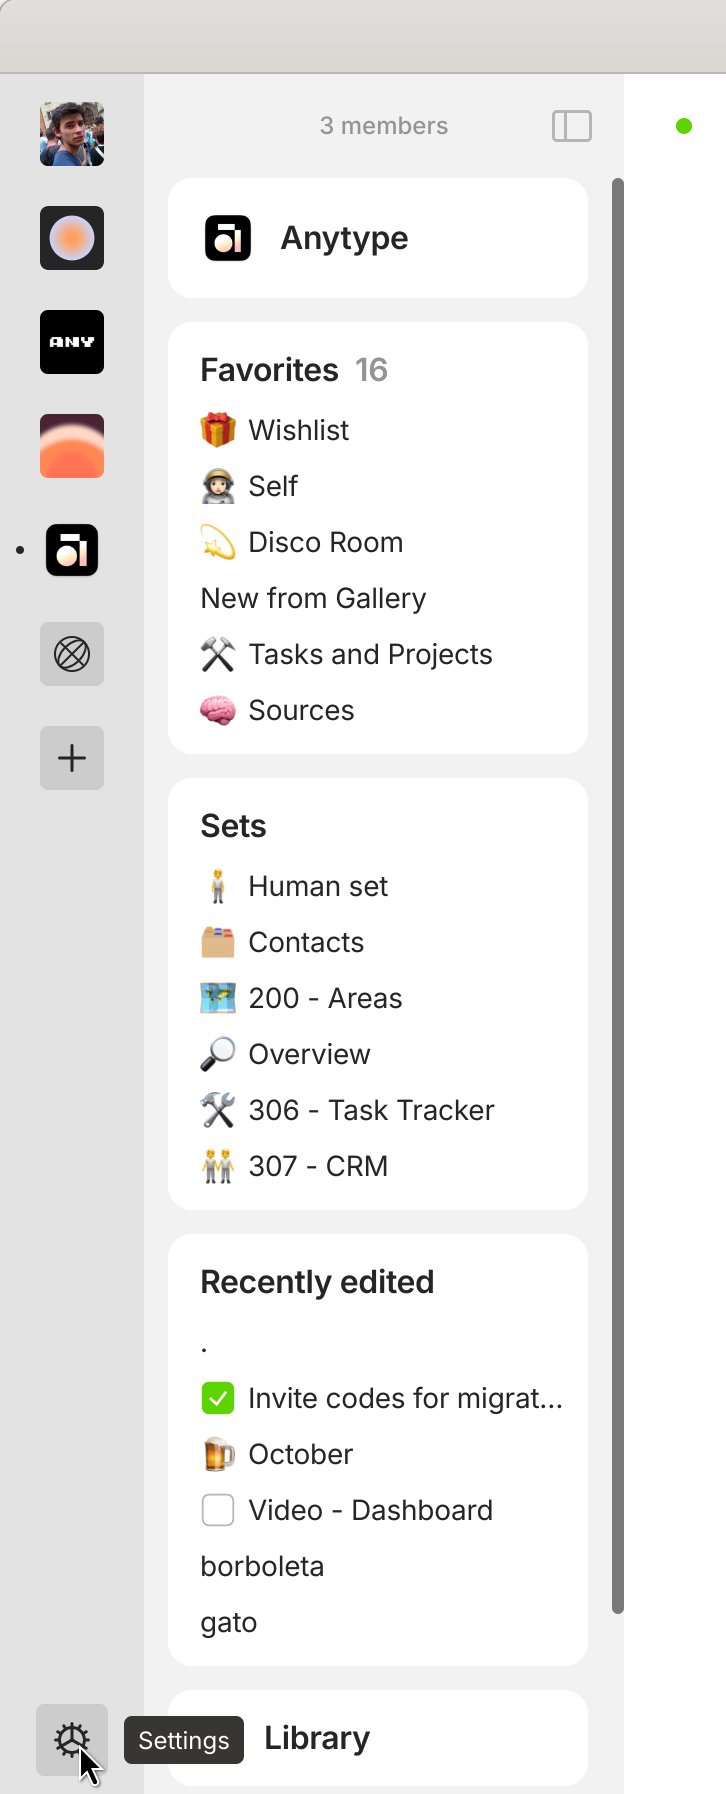 3 members
Anytype
ANY
Favorites 16
Wishlist
Self
Disco Room
New from Gallery
Tasks and Projects
Sources
Sets
Human set
Contacts
200 - Areas
Overview
306 - Task Tracker
307 - CRM
Recently edited
.
Invite codes for migrat...
October
Video - Dashboard
borboleta
gato
Settings
Library